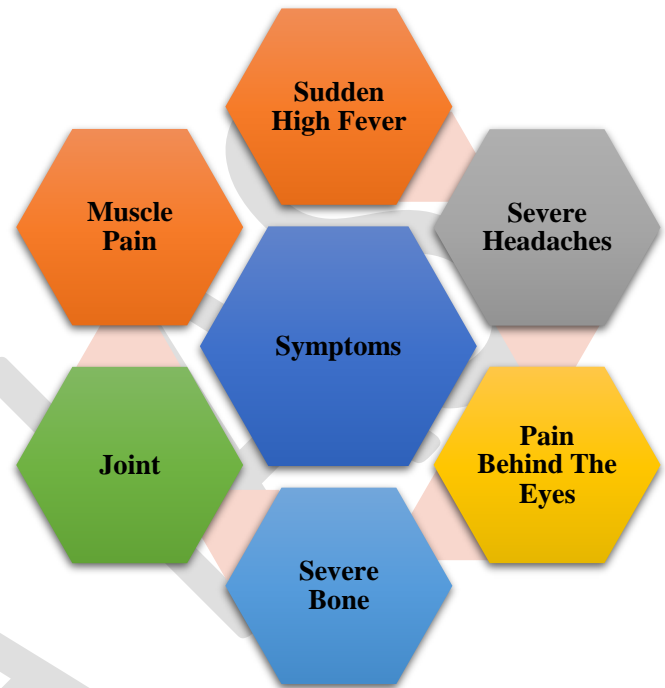 Sudden
High Fever
Severe
Headaches
Pain
Behind The
Eyes
Severe
Bone
Joint
Muscle
Pain
Symptoms